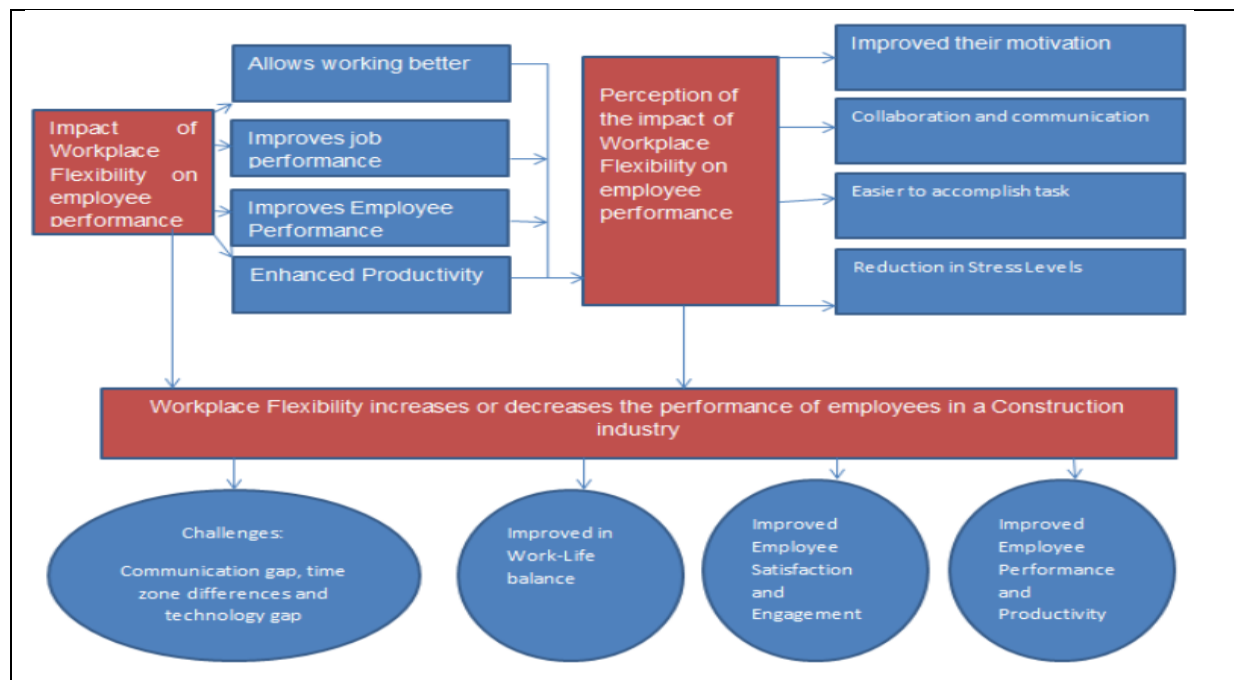 Impact of
Workplace
Flexibility on
employee
performance
Allows working better
Improves job
performance
Improves Employee
Performance
Enhanced Productivity
Perception of
the impact of
Workplace
Flexibility on
employee
performance
Improved their motivation
Collaboration and communication
Easier to accomplish task
Reduction in Stress Levels
Workplace Flexibility increases or decreases the performance of employees in a Construction
industry
Challenges:
Communication gap, time
zone differences and
technology gap
Improved in
Work-Life
balance
Improved
Employee
Satisfaction
and
Engagement
Improved
Employee
Performance
and
Productivity